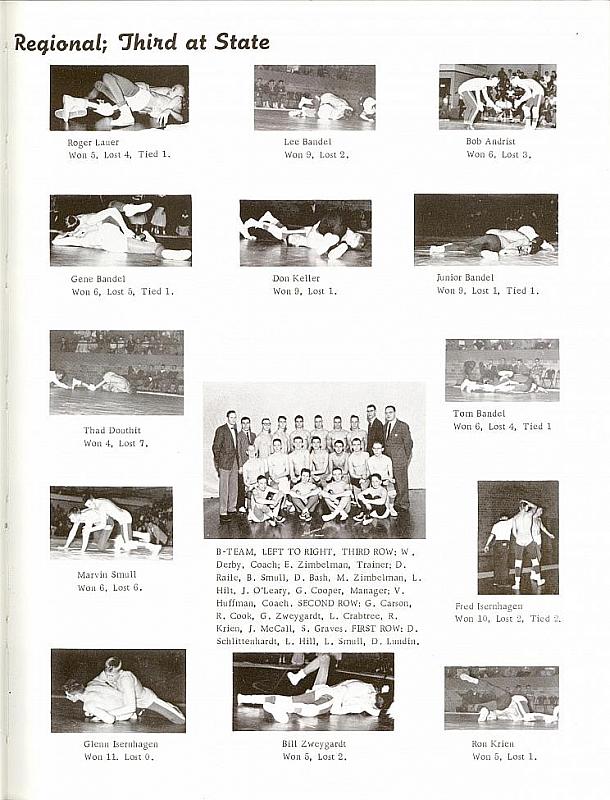 Regional; Third at State
Roger Lauer
Won 5, Lost 4, Tied 1.
Lee Bandel
Won 9, Lost 2.
Bob Andrist
Won 6, Lost 3.
Gene Bandel
Won 6, Lost 5, Tied 1.
Don Keller
Won 9, Lost 1.
Junior Bandel
Won 9, Lost 1, Tied 1.
Thad Douthit
Won 4, Lost 7.
Tom Bandel
Won 6, Lost 4, Tied 1
Marvin Small
Won 6, Lost 6.
B-TEAM, LEFT TO RIGHT, THIRD ROW: W.
Derby, Coach; E. Zimbelman, Trainer; D.
Raile, B. Small, D. Bash, M. Zimbelman, L.
Hilt, J. O'Leary, G. Cooper, Manager; V.
Huffman, Coach. SECOND ROW: G. Carson,
R. Cook, G. Zweygardt, L. Crabtree, R.
Krien, J. McCall, S. Graves. FIRST ROW: D.
Schlittenhardt, L. Hill, L. Small, D. Lundin.
Fred Isernhagen
Won 10, Lost 2, Tied 2.
Glenn Isernhagen
Won 11. Lost 0.
Bill Zweygardt
Won 5, Lost 2.
Ron Krien
Won 5, Lost 1.